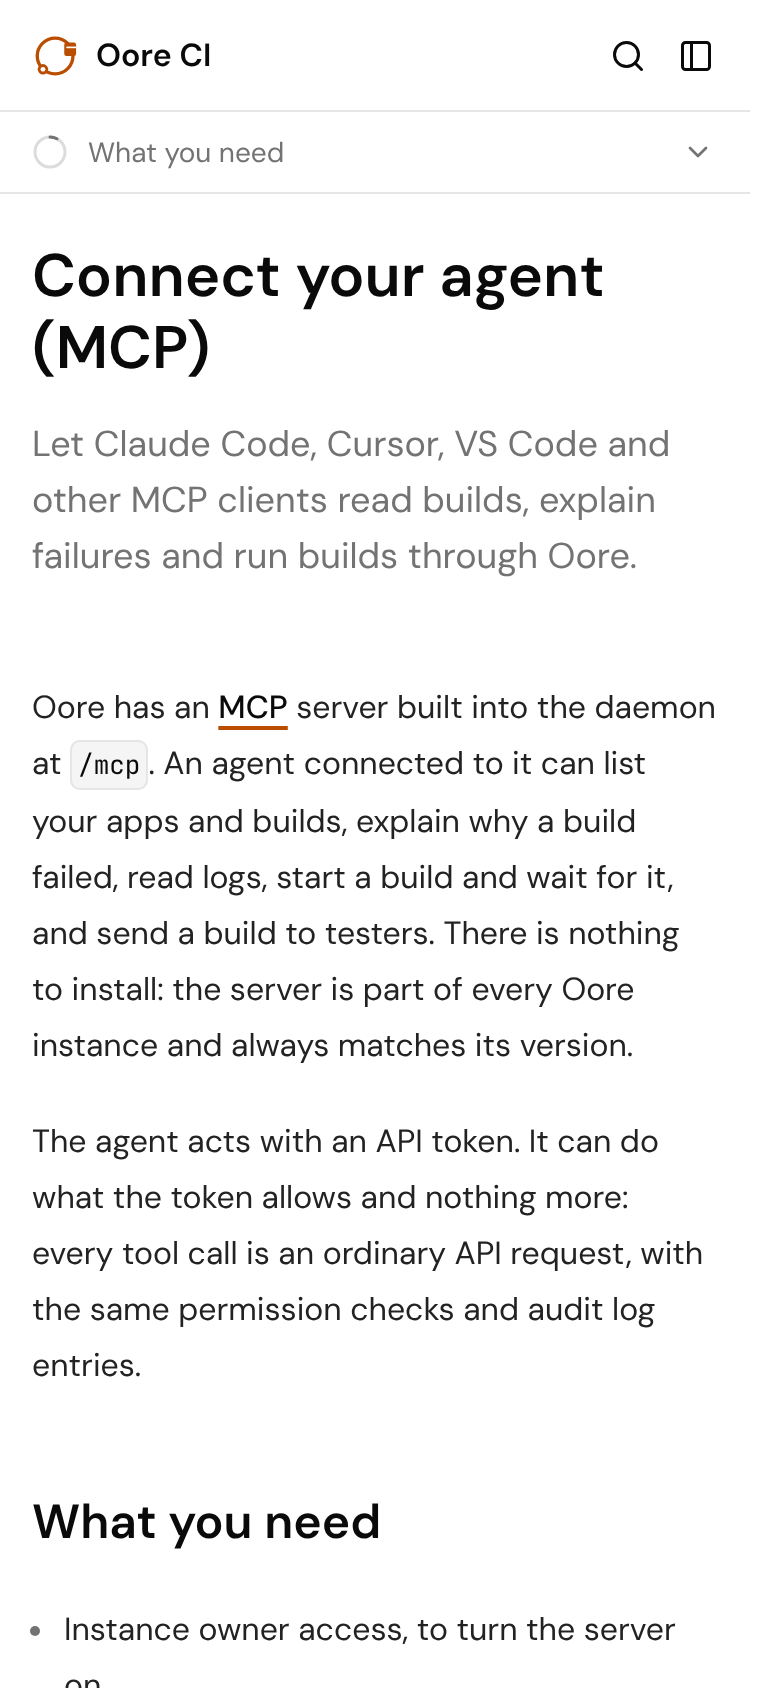 Oore CI
What you need
Connect your agent
(MCP)
Let Claude Code, Cursor, VS Code and
other MCP clients read builds, explain
failures and run builds through Oore.
Oore has an MCP server built into the daemon
at /mcp. An agent connected to it can list
your apps and builds, explain why a build
failed, read logs, start a build and wait for it,
and send a build to testers. There is nothing
to install: the server is part of every Oore
instance and always matches its version.
The agent acts with an API token. It can do
what the token allows and nothing more:
every tool call is an ordinary API request, with
the same permission checks and audit log
entries.
What you need
• Instance owner access, to turn the server
on